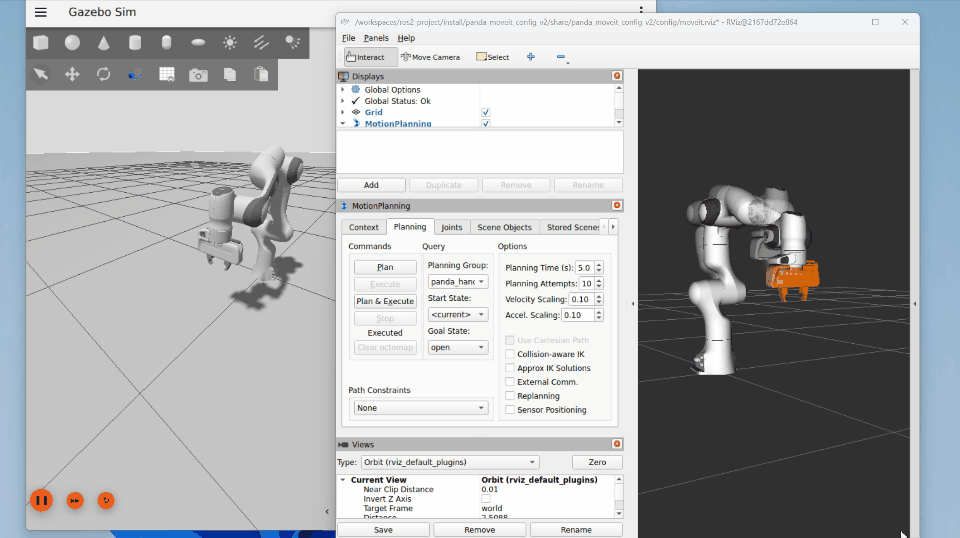 Gazebo Sim
/workspaces/ros2_project/install/panda_moveit_config_v2/share/panda_moveit_config_v2/config/moveit.rviz* - RViz@2167dd72e864
File Panels Help
Interact Move Camera Select
Displays
Global Options
Global Status: Ok
Grid
MotionPlanning
Add Duplicate Remove Rename
MotionPlanning
Context Planning Joints Scene Objects Stored Scenes
Commands Query Options
Plan
Execute
Plan & Execute
Stop
Executed
Clear octomap
Planning Group:
panda_hand
Start State:
<current>
Goal State:
open
Planning Time (s): 5.0
Planning Attempts: 10
Velocity Scaling: 0.10
Accel. Scaling: 0.10
Use Cartesian Path
Collision-aware IK
Approx IK Solutions
External Comm.
Replanning
Sensor Positioning
Path Constraints
None
Views
Type: Orbit (rviz_default_plugins) Zero
Current View Orbit (rviz_default_plugins)
Near Clip Distance 0.01
Invert Z Axis
Target Frame world
Distance 2.5088
Save Remove Rename